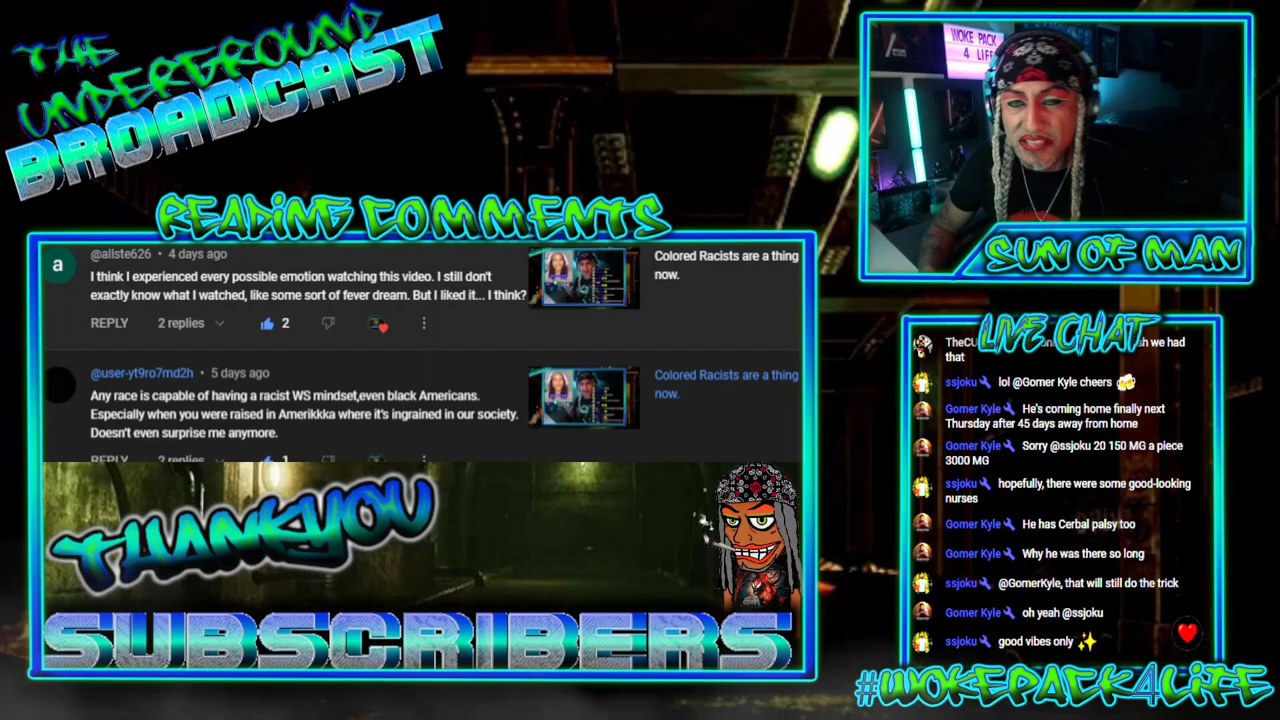 THE
UNDERGROUND
BROADCAST
READING COMMENTS
a
@allste626 • 4 days ago
I think I experienced every possible emotion watching this video. I still don't
exactly know what I watched, like some sort of fever dream. But I liked it... I think?
REPLY 2 replies 2
Colored Racists are a thing
now.
@user-yt9ro7md2h • 5 days ago
Any race is capable of having a racist WS mindset,even black Americans.
Especially when you were raised in Amerikkka where it's ingrained in our society.
Doesn't even surprise me anymore.
REPLY 2 replies 1
Colored Racists are a thing
now.
THANKYOU
SUBSCRIBERS
WOKE PACK
4 LIFE
SUN OF MAN
LIVE CHAT
we had
that
ssjoku lol @Gomer Kyle cheers 🍻
Gomer Kyle He's coming home finally next
Thursday after 45 days away from home
Gomer Kyle Sorry @ssjoku 20 150 MG a piece
3000 MG
ssjoku hopefully, there were some good-looking
nurses
Gomer Kyle He has Cerbal palsy too
Gomer Kyle Why he was there so long
ssjoku @GomerKyle, that will still do the trick
Gomer Kyle oh yeah @ssjoku
ssjoku good vibes only ✨
#WOKEPACK4LIFE